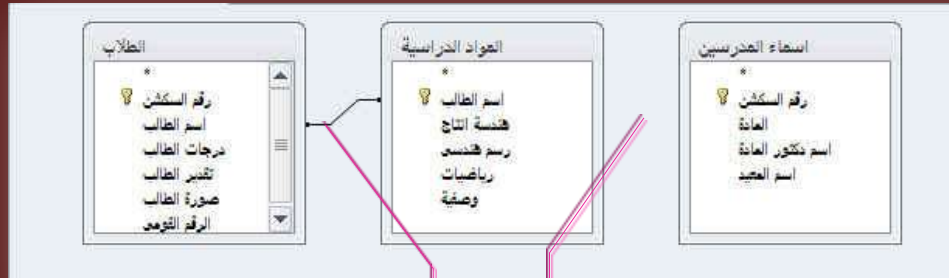 اسماء المدرسين
*
رقم السكشن
المادة
اسم دكتور المادة
اسم المعيد
المواد الدراسية
*
اسم الطالب
هندسة انتاج
رسم هندسى
رياضيات
وصفية
الطلاب
*
رقم السكشن
اسم الطالب
درجات الطالب
تقدير الطالب
صورة الطالب
الرقم القومى